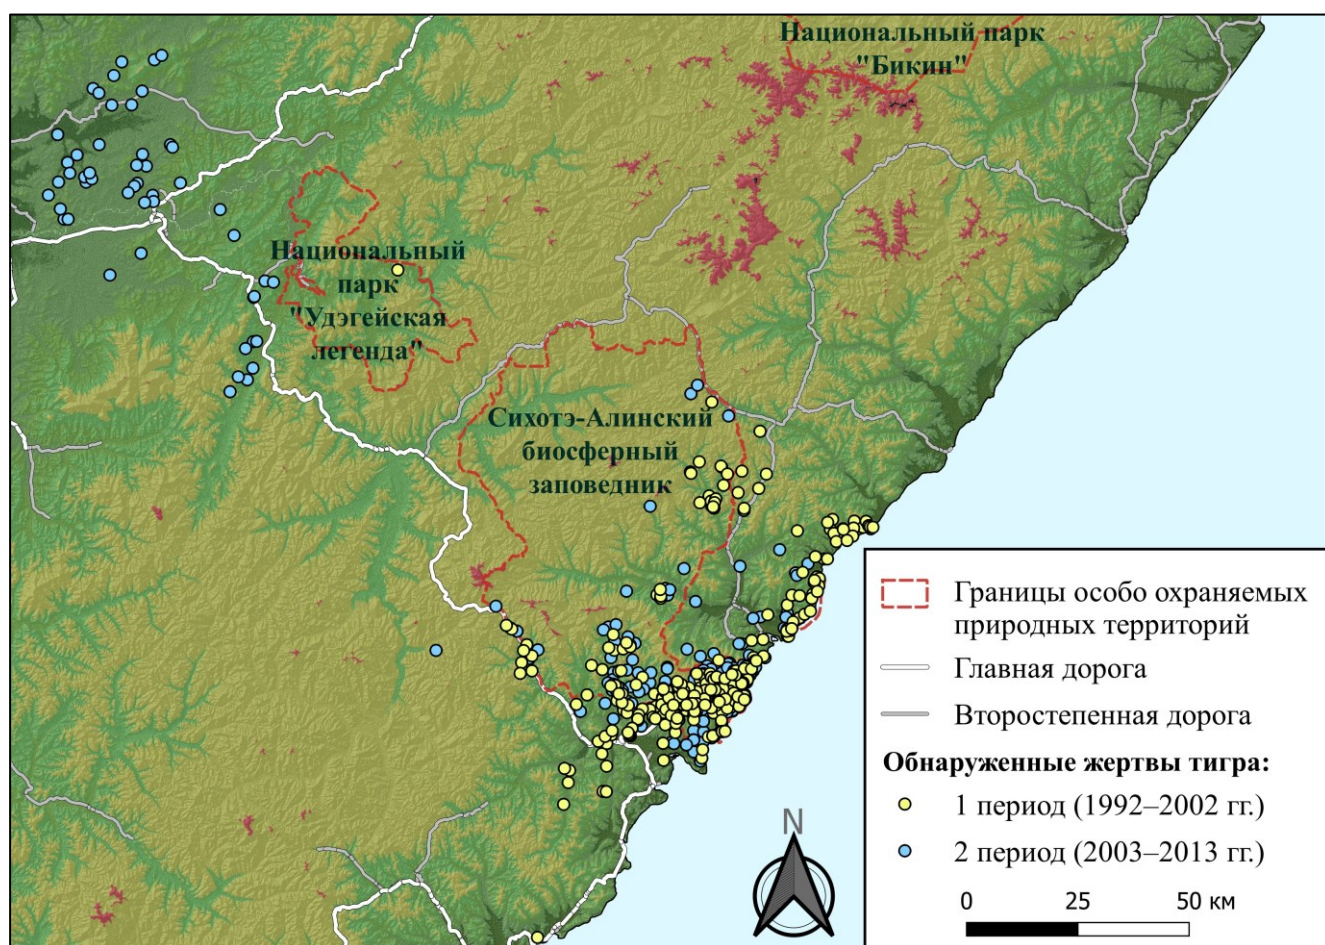 Национальный парк
"Бикин"
Национальный
парк
"Удэгейская
легенда"
Сихотэ-Алинский
биосферный
заповедник
Границы особо охраняемых
природных территорий
Главная дорога
Второстепенная дорога
Обнаруженные жертвы тигра:
1 период (1992–2002 гг.)
2 период (2003–2013 гг.)
N
0 25 50 км